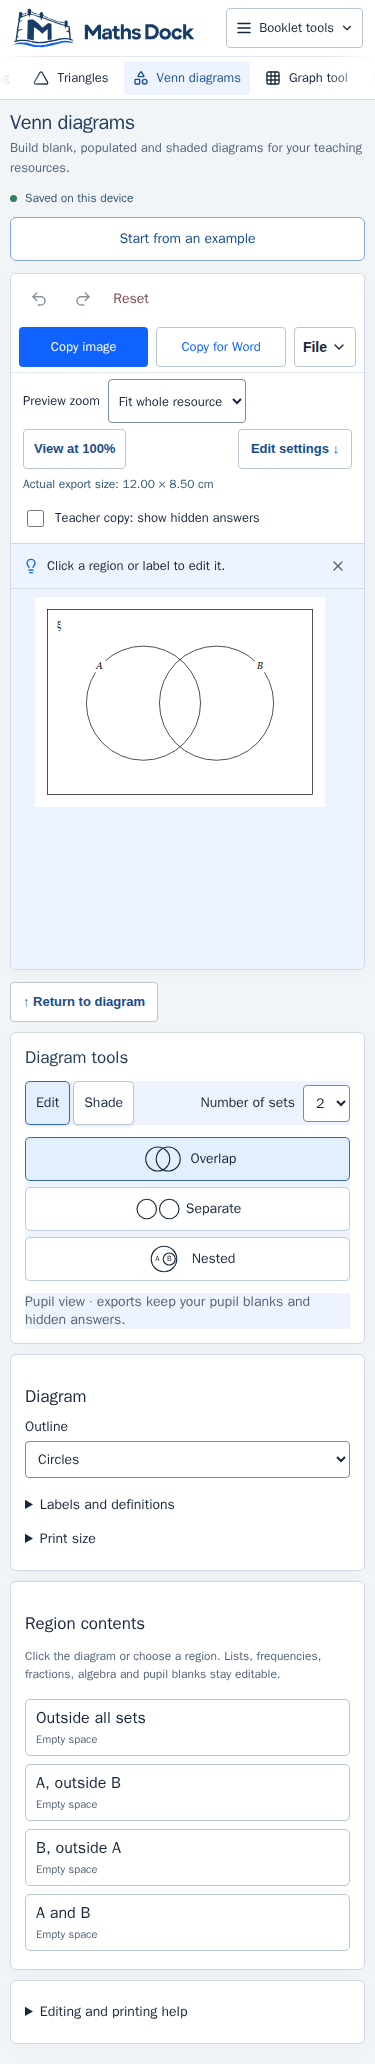 Maths Dock
Booklet tools
Triangles
Venn diagrams
Graph tool
Venn diagrams
Build blank, populated and shaded diagrams for your teaching
resources.
Saved on this device
Start from an example
Reset
Copy image
Copy for Word
File
Preview zoom
Fit whole resource
View at 100%
Edit settings ↓
Actual export size: 12.00 × 8.50 cm
Teacher copy: show hidden answers
Click a region or label to edit it.
ξ
A
B
↑ Return to diagram
Diagram tools
Edit
Shade
Number of sets
2
Overlap
Separate
A B
Nested
Pupil view · exports keep your pupil blanks and
hidden answers.
Diagram
Outline
Circles
Labels and definitions
Print size
Region contents
Click the diagram or choose a region. Lists, frequencies,
fractions, algebra and pupil blanks stay editable.
Outside all sets
Empty space
A, outside B
Empty space
B, outside A
Empty space
A and B
Empty space
Editing and printing help